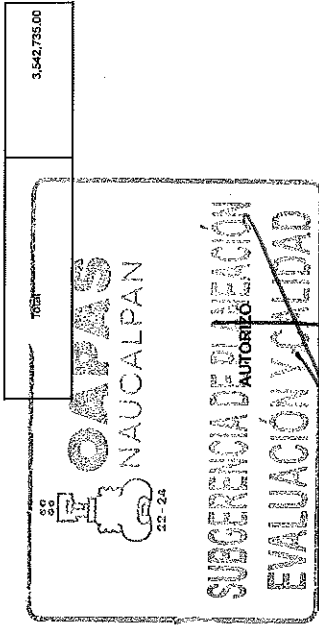 Total 3,542,735.00
OAPAS
NAUCALPAN
22-24
SUBGERENCIA DE PLANEACIÓN
AUTORIZÓ
EVALUACIÓN Y CALIDAD